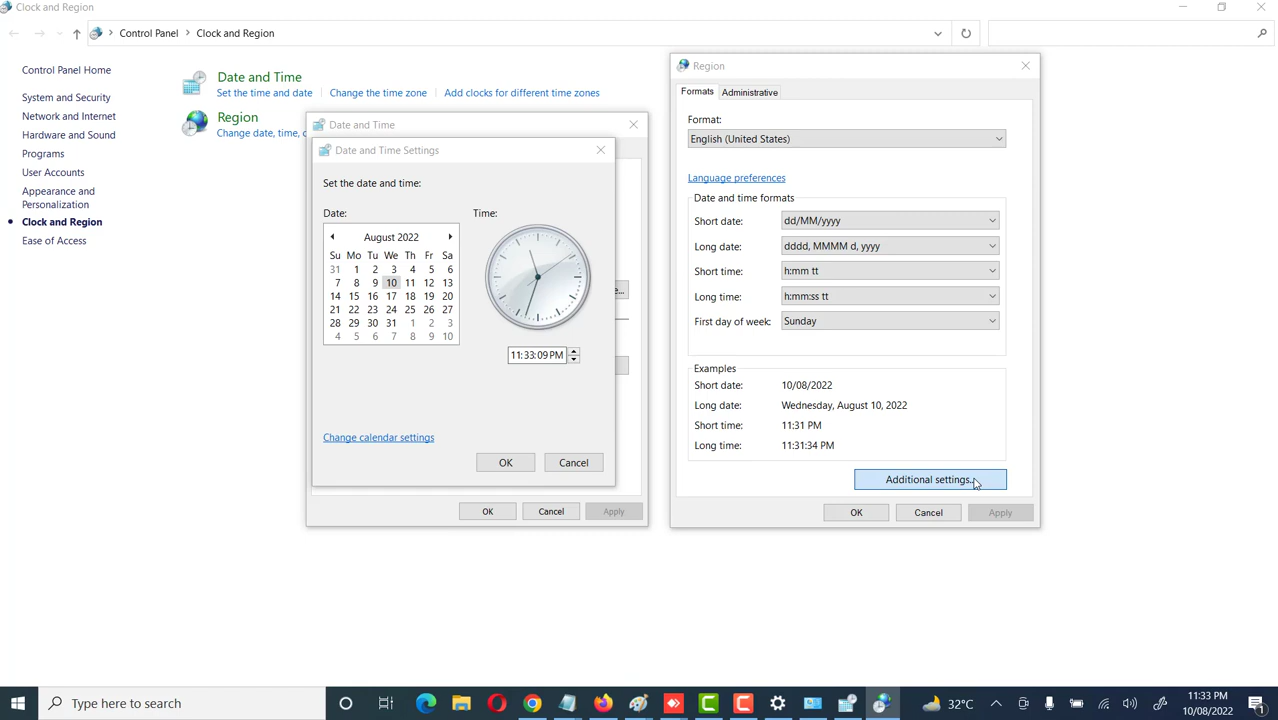 Clock and Region
Control Panel
Clock and Region
Control Panel Home
System and Security
Network and Internet
Hardware and Sound
Programs
User Accounts
Appearance and
Personalization
Clock and Region
Ease of Access
Date and Time
Set the time and date
Change the time zone
Add clocks for different time zones
Region
Change date, time,
Date and Time
Date and Time Settings
Set the date and time:
Date:
Time:
August 2022
Su Mo Tu We Th Fr Sa
31 1 2 3 4 5 6
7 8 9 10 11 12 13
14 15 16 17 18 19 20
21 22 23 24 25 26 27
28 29 30 31 1 2 3
4 5 6 7 8 9 10
11:33:09 PM
Change calendar settings
OK Cancel
e...
OK Cancel Apply
Region
Formats Administrative
Format:
English (United States)
Language preferences
Date and time formats
Short date: dd/MM/yyyy
Long date: dddd, MMMM d, yyyy
Short time: h:mm tt
Long time: h:mm:ss tt
First day of week: Sunday
Examples
Short date: 10/08/2022
Long date: Wednesday, August 10, 2022
Short time: 11:31 PM
Long time: 11:31:34 PM
Additional settings...
OK Cancel Apply
Type here to search
32°C
11:33 PM
10/08/2022
1